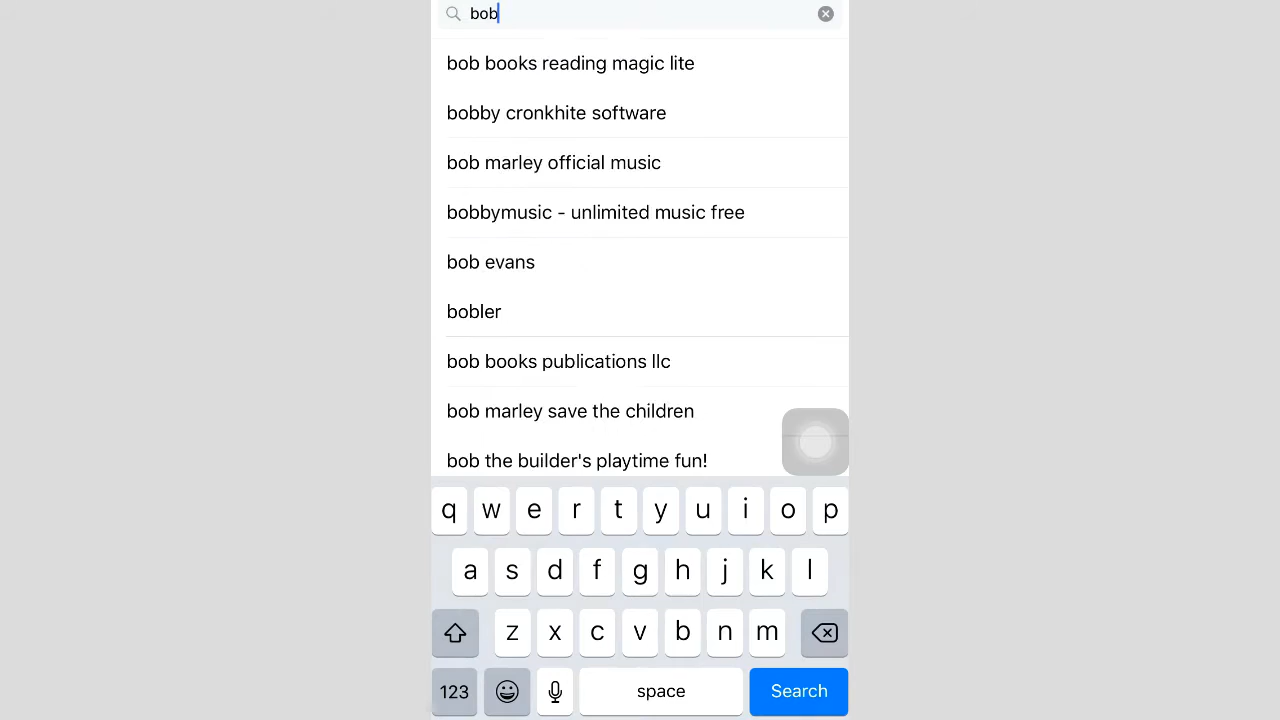 bob
bob books reading magic lite
bobby cronkhite software
bob marley official music
bobbymusic - unlimited music free
bob evans
bobler
bob books publications llc
bob marley save the children
bob the builder's playtime fun!
q w e r t y u i o p
a s d f g h j k l
z x c v b n m
123 space Search